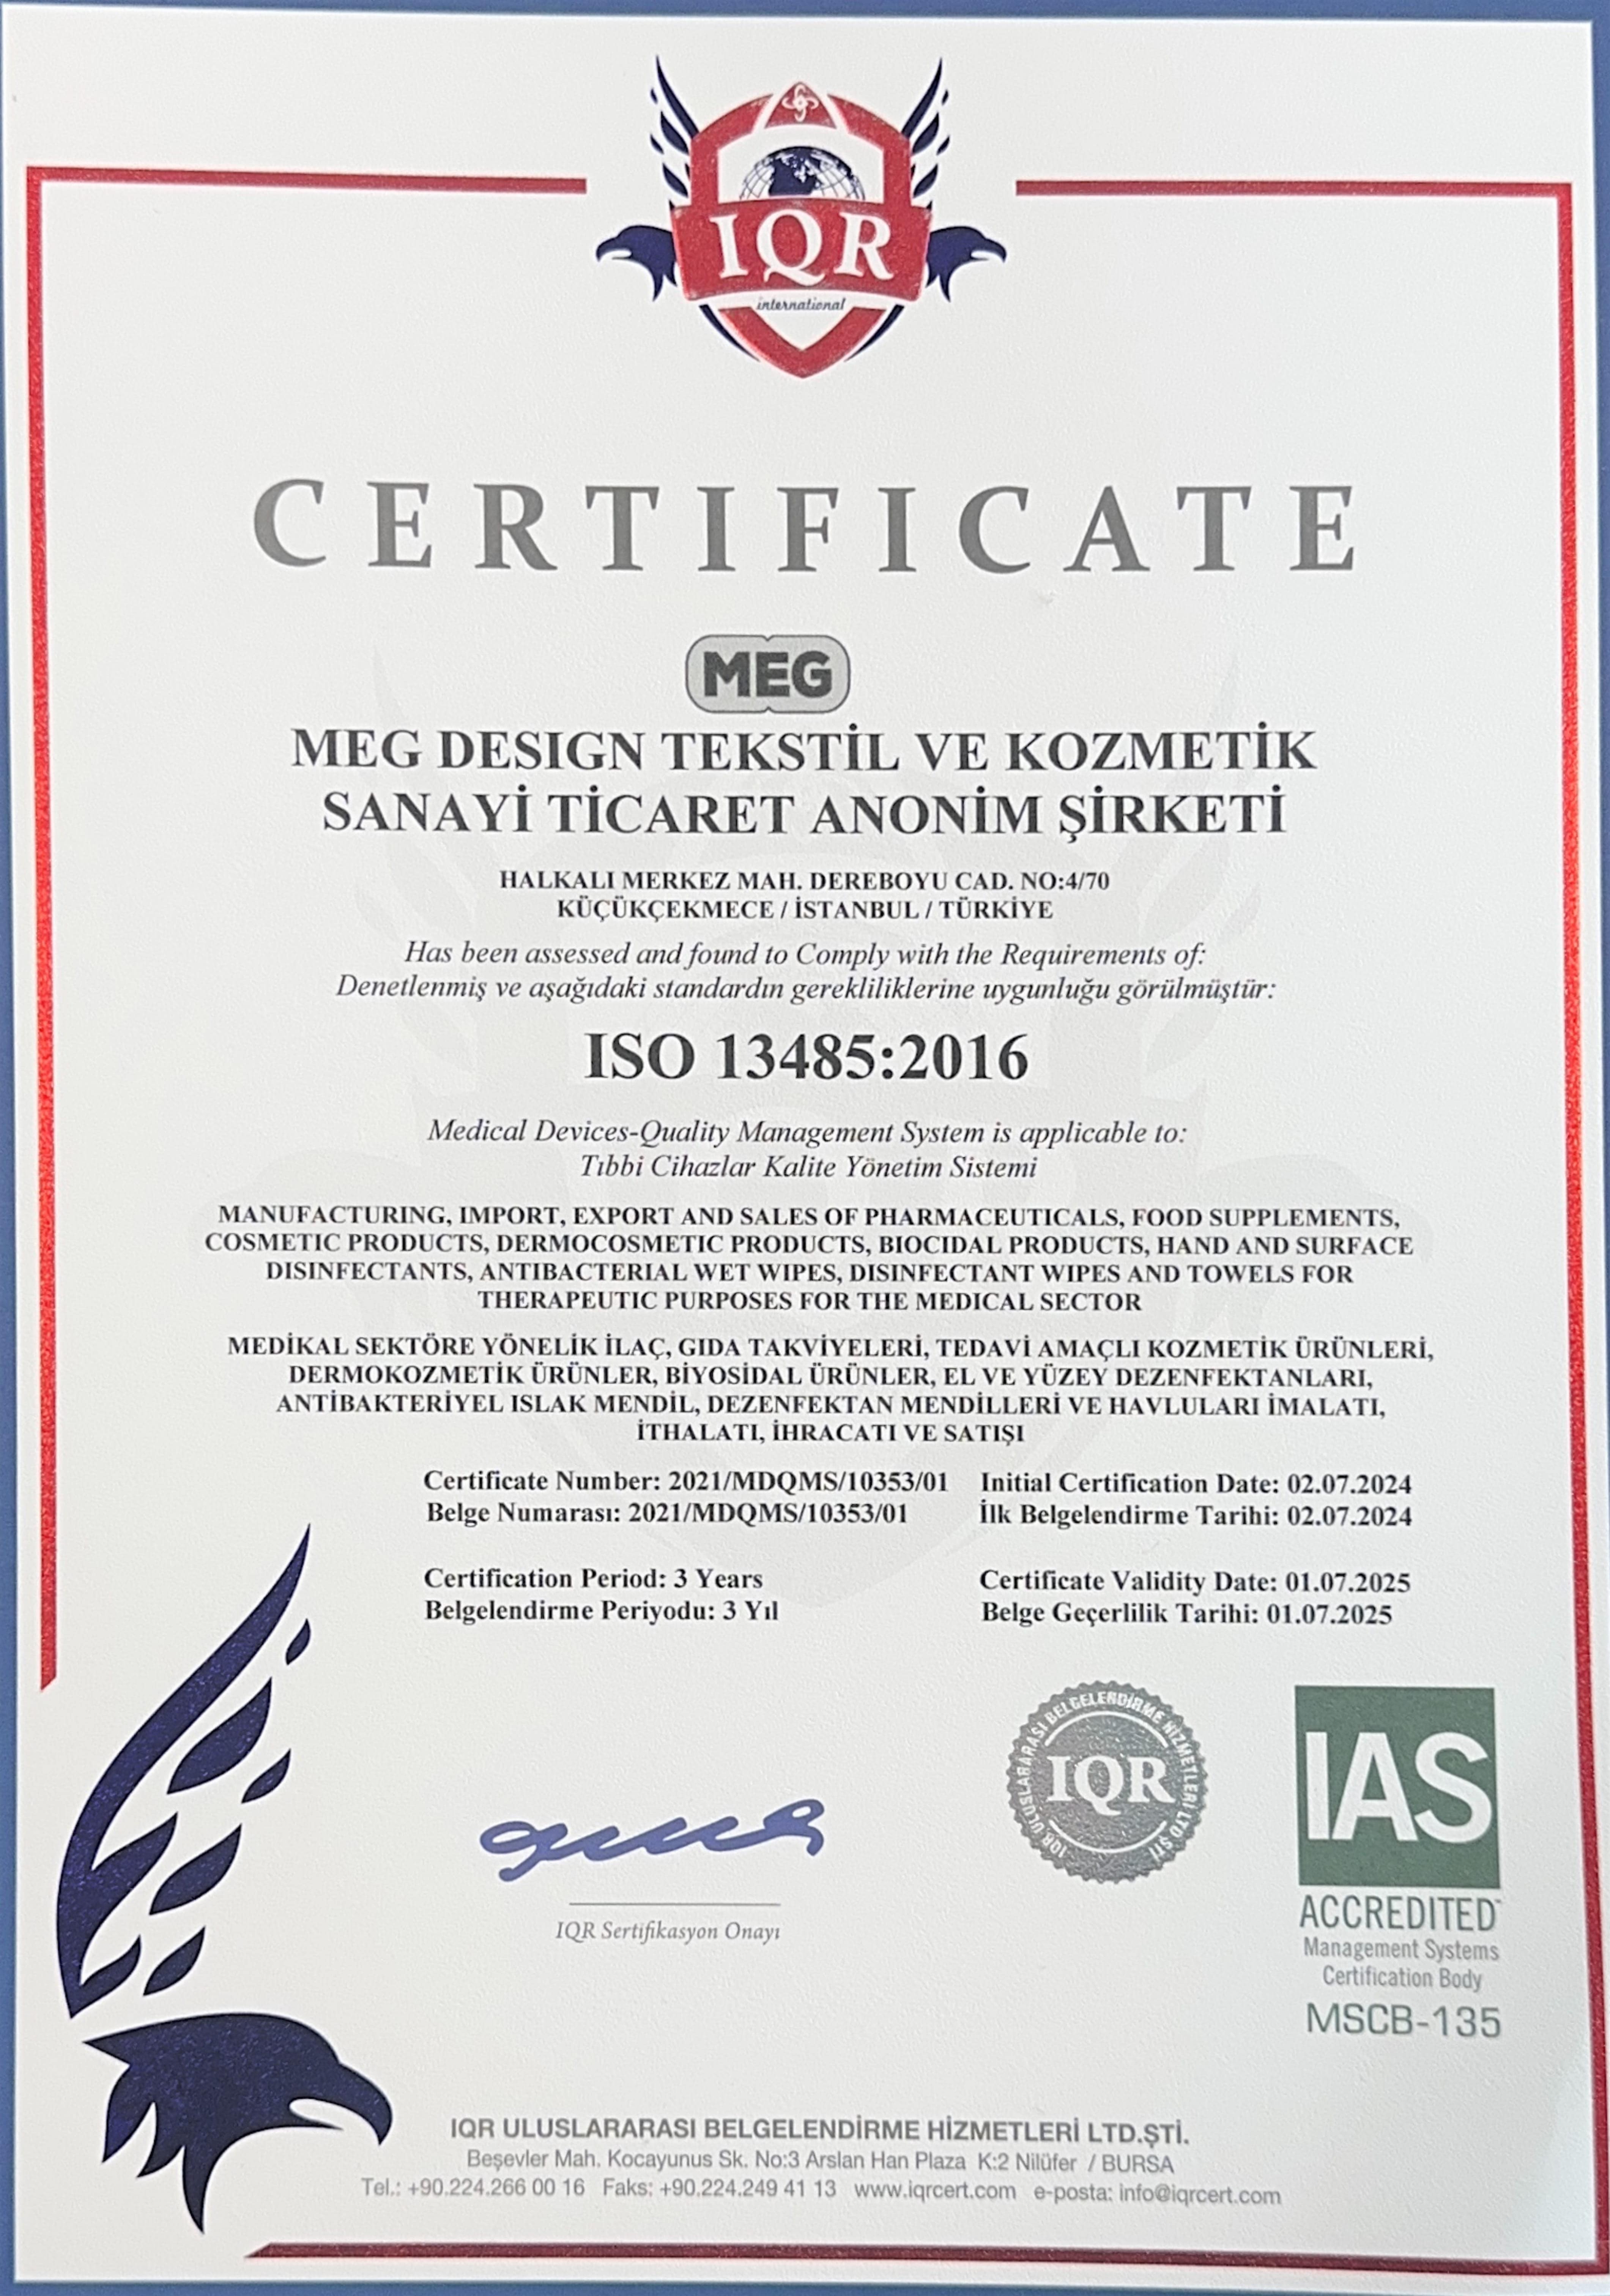 IQR
international
CERTIFICATE
MEG
MEG DESIGN TEKSTİL VE KOZMETİK
SANAYİ TİCARET ANONİM ŞİRKETİ
HALKALI MERKEZ MAH. DEREBOYU CAD. NO:4/70
KÜÇÜKÇEKMECE / İSTANBUL / TÜRKİYE
Has been assessed and found to Comply with the Requirements of:
Denetlenmiş ve aşağıdaki standardın gerekliliklerine uygunluğu görülmüştür:
ISO 13485:2016
Medical Devices-Quality Management System is applicable to:
Tıbbi Cihazlar Kalite Yönetim Sistemi
MANUFACTURING, IMPORT, EXPORT AND SALES OF PHARMACEUTICALS, FOOD SUPPLEMENTS,
COSMETIC PRODUCTS, DERMOCOSMETIC PRODUCTS, BIOCIDAL PRODUCTS, HAND AND SURFACE
DISINFECTANTS, ANTIBACTERIAL WET WIPES, DISINFECTANT WIPES AND TOWELS FOR
THERAPEUTIC PURPOSES FOR THE MEDICAL SECTOR
MEDİKAL SEKTÖRE YÖNELİK İLAÇ, GIDA TAKVİYELERİ, TEDAVİ AMAÇLI KOZMETİK ÜRÜNLERİ,
DERMOKOZMETİK ÜRÜNLER, BİYOSİDAL ÜRÜNLER, EL VE YÜZEY DEZENFEKTANLARI,
ANTİBAKTERİYEL ISLAK MENDİL, DEZENFEKTAN MENDİLLERİ VE HAVLULARI İMALATI,
İTHALATI, İHRACATI VE SATIŞI
Certificate Number: 2021/MDQMS/10353/01 Initial Certification Date: 02.07.2024
Belge Numarası: 2021/MDQMS/10353/01 İlk Belgelendirme Tarihi: 02.07.2024
Certification Period: 3 Years Certificate Validity Date: 01.07.2025
Belgelendirme Periyodu: 3 Yıl Belge Geçerlilik Tarihi: 01.07.2025
IQR ULUSLARARASI BELGELENDİRME HİZMETLERİ LTD ŞTİ
IQR
IAS
ACCREDITED™
Management Systems
Certification Body
MSCB-135
IQR Sertifikasyon Onayı
IQR ULUSLARARASI BELGELENDİRME HİZMETLERİ LTD.ŞTİ.
Beşevler Mah. Kocayunus Sk. No:3 Arslan Han Plaza K:2 Nilüfer / BURSA
Tel.: +90.224.266 00 16 Faks: +90.224.249 41 13 www.iqrcert.com e-posta: info@iqrcert.com